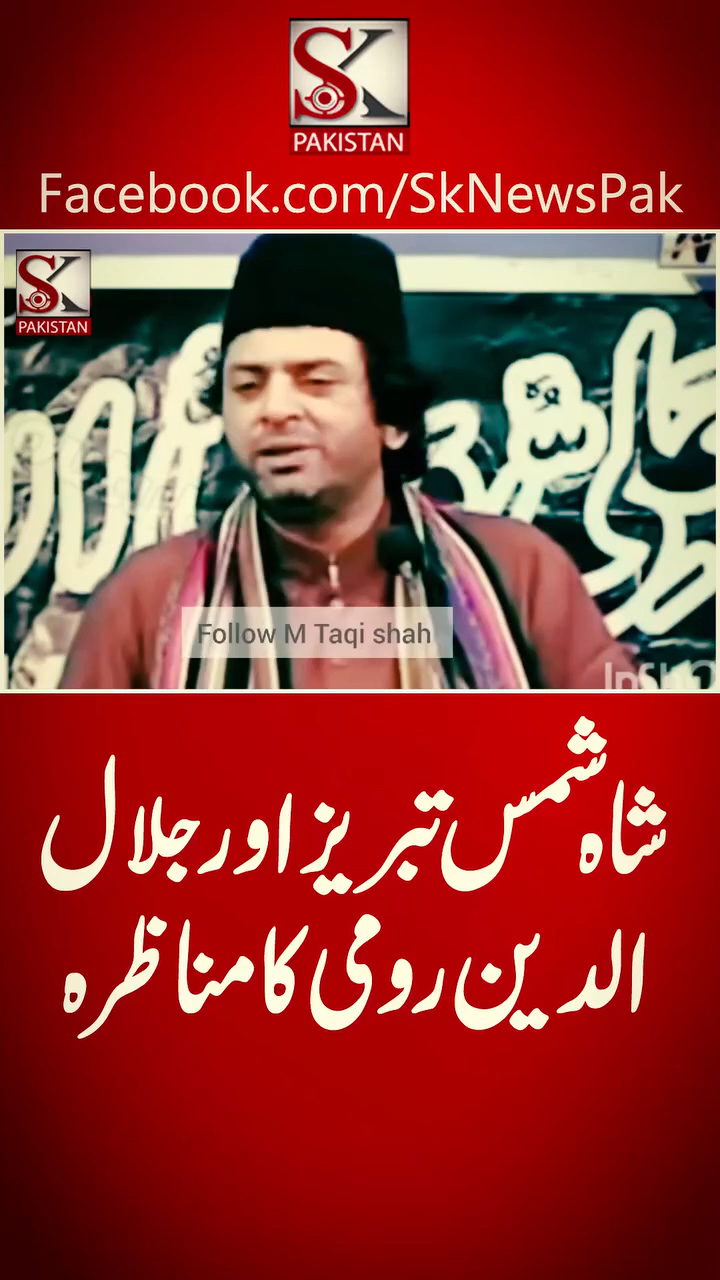 SK
PAKISTAN
Facebook.com/SkNewsPak
SK
PAKISTAN
Follow M Taqi shah
شاہ شمس تبریز اور جلال
الدین رومی کا مناظرہ